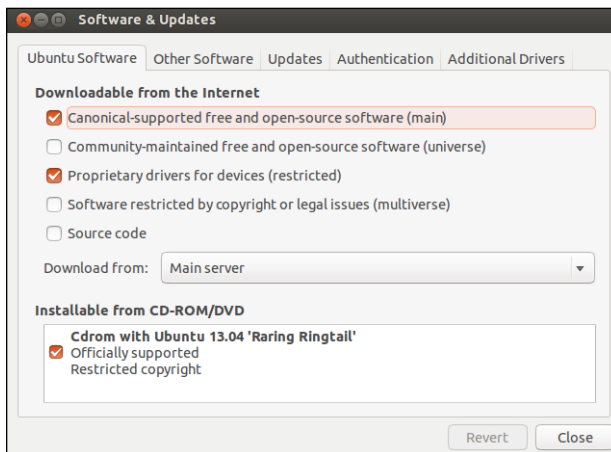 Software & Updates
Ubuntu Software Other Software Updates Authentication Additional Drivers
Downloadable from the Internet
Canonical-supported free and open-source software (main)
Community-maintained free and open-source software (universe)
Proprietary drivers for devices (restricted)
Software restricted by copyright or legal issues (multiverse)
Source code
Download from: Main server
Installable from CD-ROM/DVD
Cdrom with Ubuntu 13.04 'Raring Ringtail'
Officially supported
Restricted copyright
Revert Close